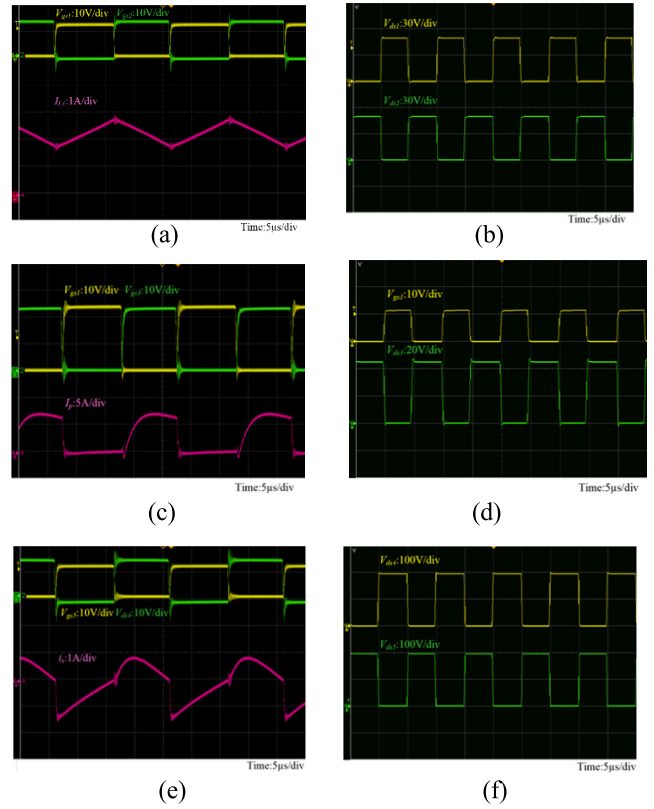 Vgs1:10V/div Vgs2:10V/div
IL1:1A/div
Time:5μs/div
(a)
Vds1:30V/div
Vds2:30V/div
Time:5μs/div
(b)
Vgs1:10V/div Vgs3:10V/div
Ip:5A/div
Time:5μs/div
(c)
Vgs1:10V/div
Vds3:20V/div
Time:5μs/div
(d)
Vgs5:10V/div Vds4:10V/div
is:1A/div
Time:5μs/div
(e)
Vds4:100V/div
Vds5:100V/div
Time:5μs/div
(f)